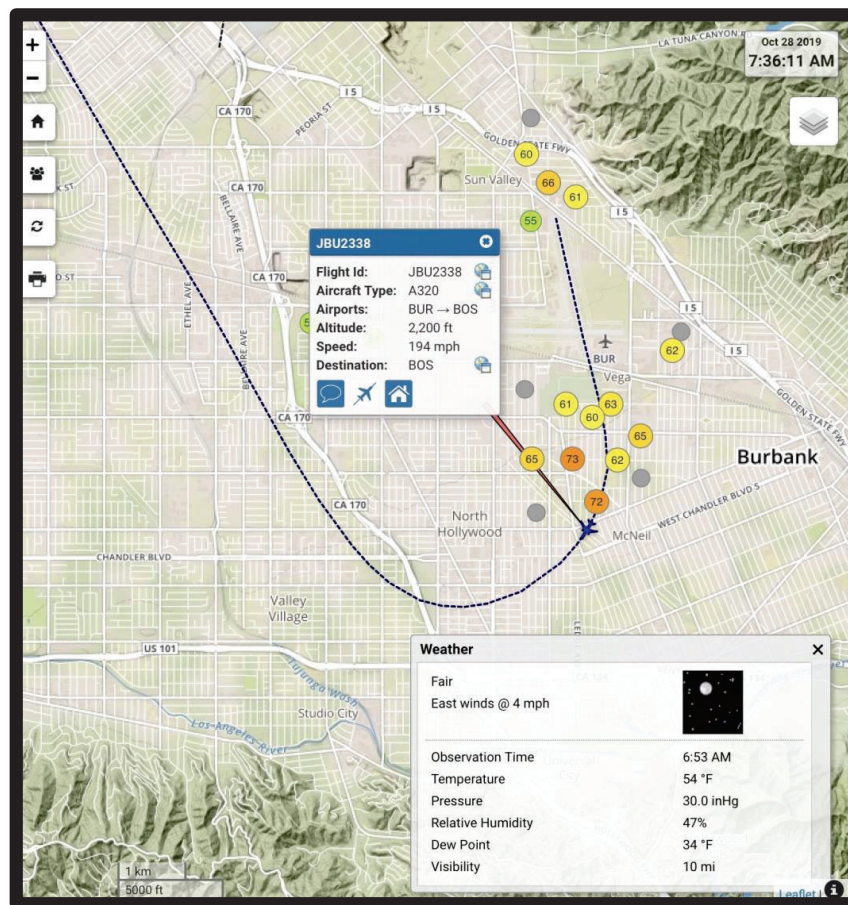 +
−
Oct 28 2019
7:36:11 AM
LA TUNA CANYON
I 5
I 5
PEORIA ST
CA 170
GOLDEN STATE FWY
60
Sun Valley
66
61
CA 170
55
I 5
BELLAIRE AVE
JBU2338
Flight Id: JBU2338
Aircraft Type: A320
Airports: BUR → BOS
Altitude: 2,200 ft
Speed: 194 mph
Destination: BOS
CA 170
ETHEL AVE
BELLAIRE AVE
I 5
BUR
62
I 5
Vega
GOLDEN STATE FWY
61
63
60
CA 170
65
65
73
62
Burbank
CA 170
72
WEST CHANDLER BLVD S
North
Hollywood
McNeil
CHANDLER BLVD
Valley
Village
US 101
Tujunga Wash
Los-Angeles-River
Studio City
Weather
Fair
East winds @ 4 mph
Observation Time 6:53 AM
Temperature 54 °F
Pressure 30.0 inHg
Relative Humidity 47%
Dew Point 34 °F
Visibility 10 mi
1 km
5000 ft
Leaflet